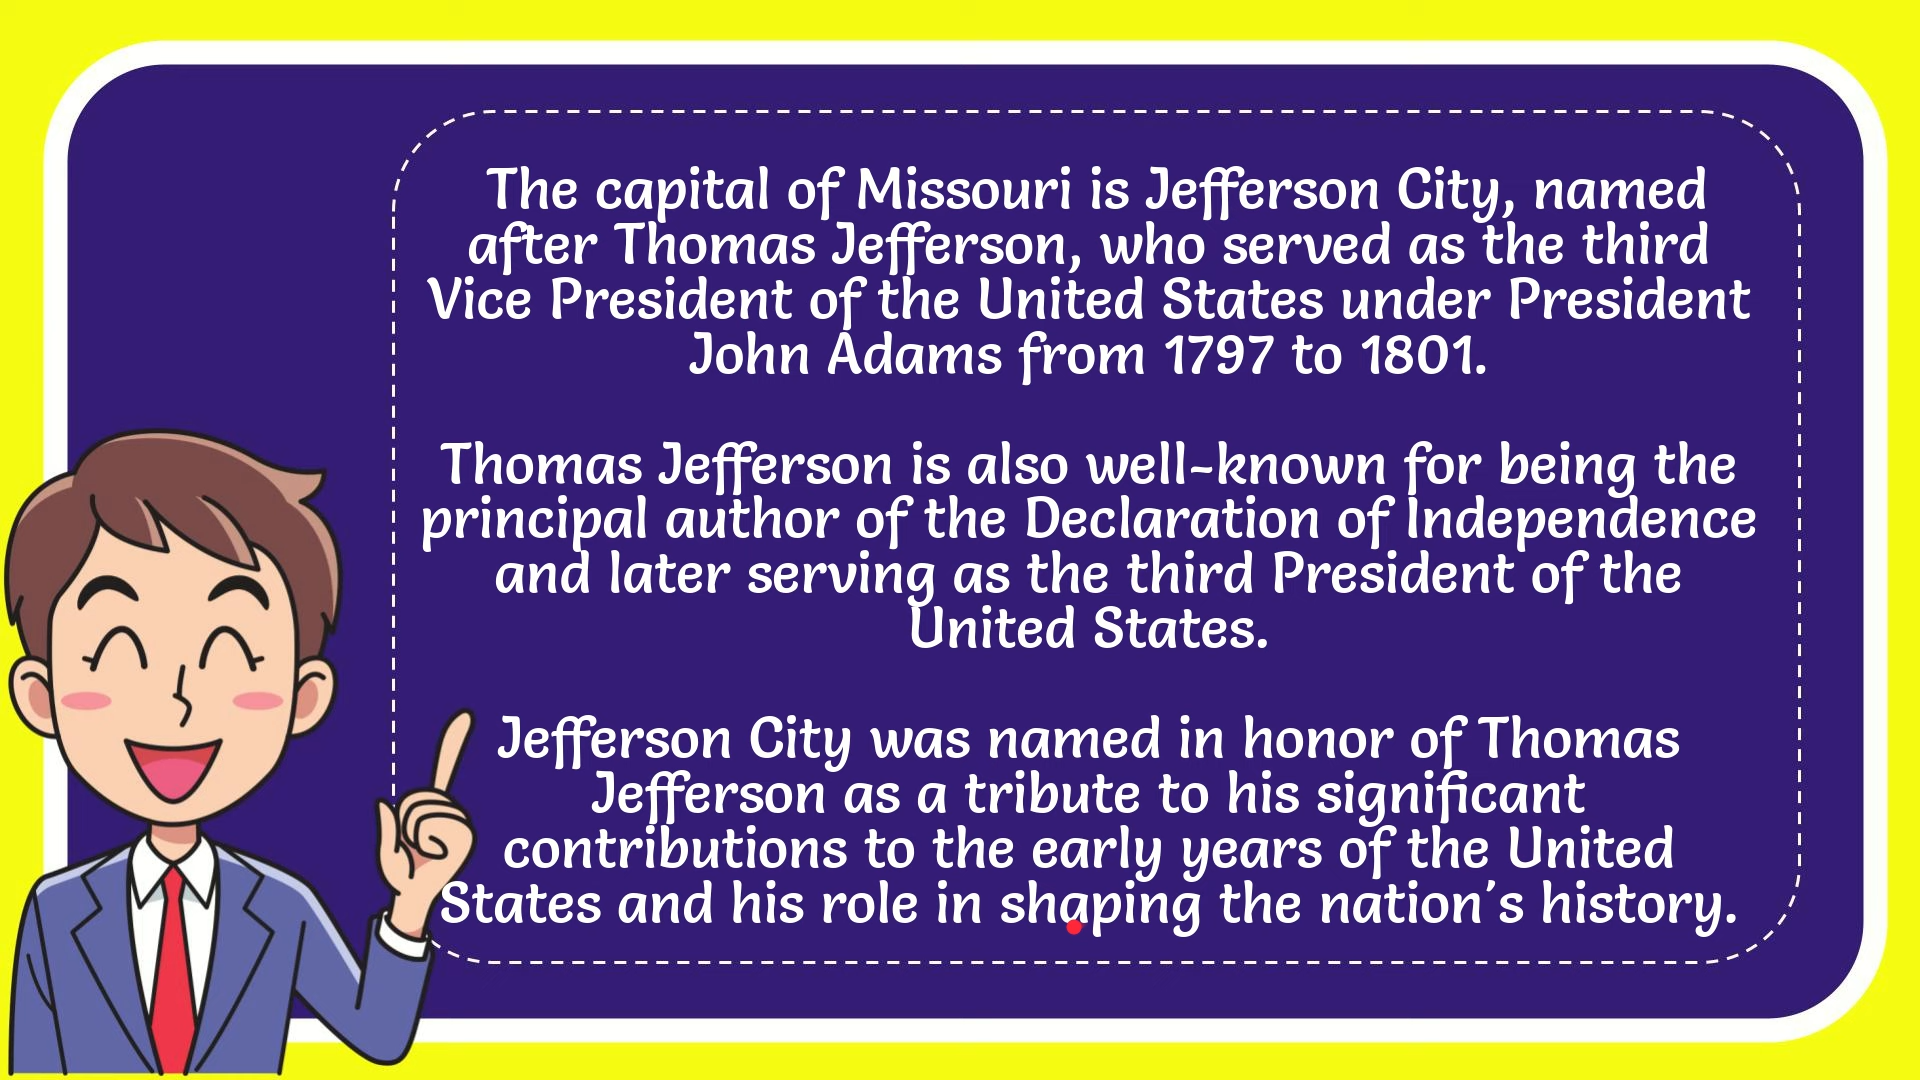 The capital of Missouri is Jefferson City, named
after Thomas Jefferson, who served as the third
Vice President of the United States under President
John Adams from 1797 to 1801.
Thomas Jefferson is also well-known for being the
principal author of the Declaration of Independence
and later serving as the third President of the
United States.
Jefferson City was named in honor of Thomas
Jefferson as a tribute to his significant
contributions to the early years of the United
States and his role in shaping the nation's history.